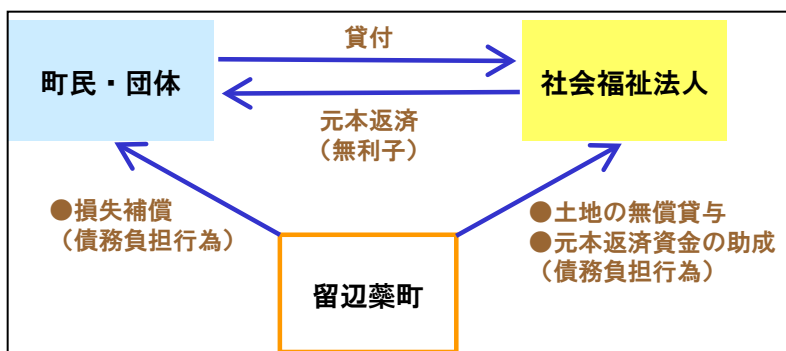 貸付
町民・団体
社会福祉法人
元本返済
（無利子）
●損失補償
（債務負担行為）
●土地の無償貸与
●元本返済資金の助成
（債務負担行為）
留辺蘂町